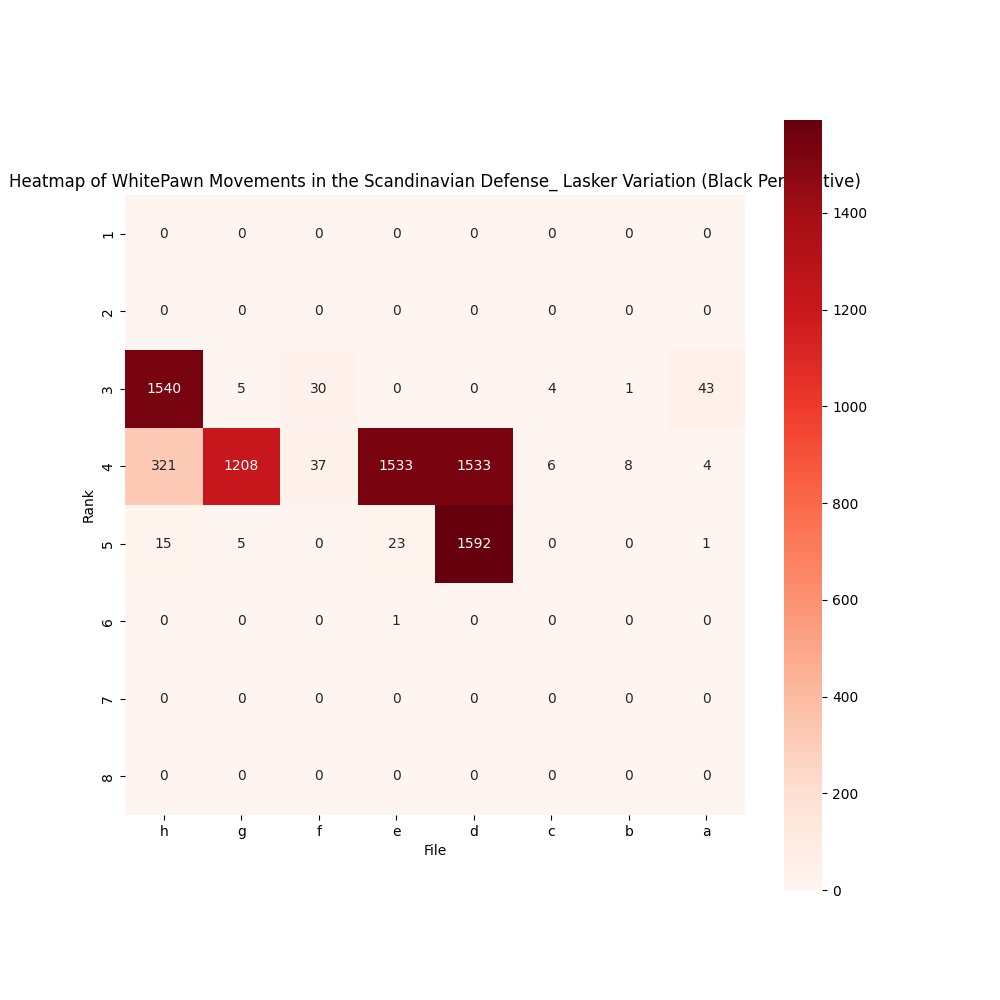 Heatmap of WhitePawn Movements in the Scandinavian Defense_ Lasker Variation (Black Per tive)
1400
1200
1000
800
600
400
200
0
Rank
1 0 0 0 0 0 0 0 0
2 0 0 0 0 0 0 0 0
3 1540 5 30 0 0 4 1 43
4 321 1208 37 1533 1533 6 8 4
5 15 5 0 23 1592 0 0 1
6 0 0 0 1 0 0 0 0
7 0 0 0 0 0 0 0 0
8 0 0 0 0 0 0 0 0
h g f e d c b a
File